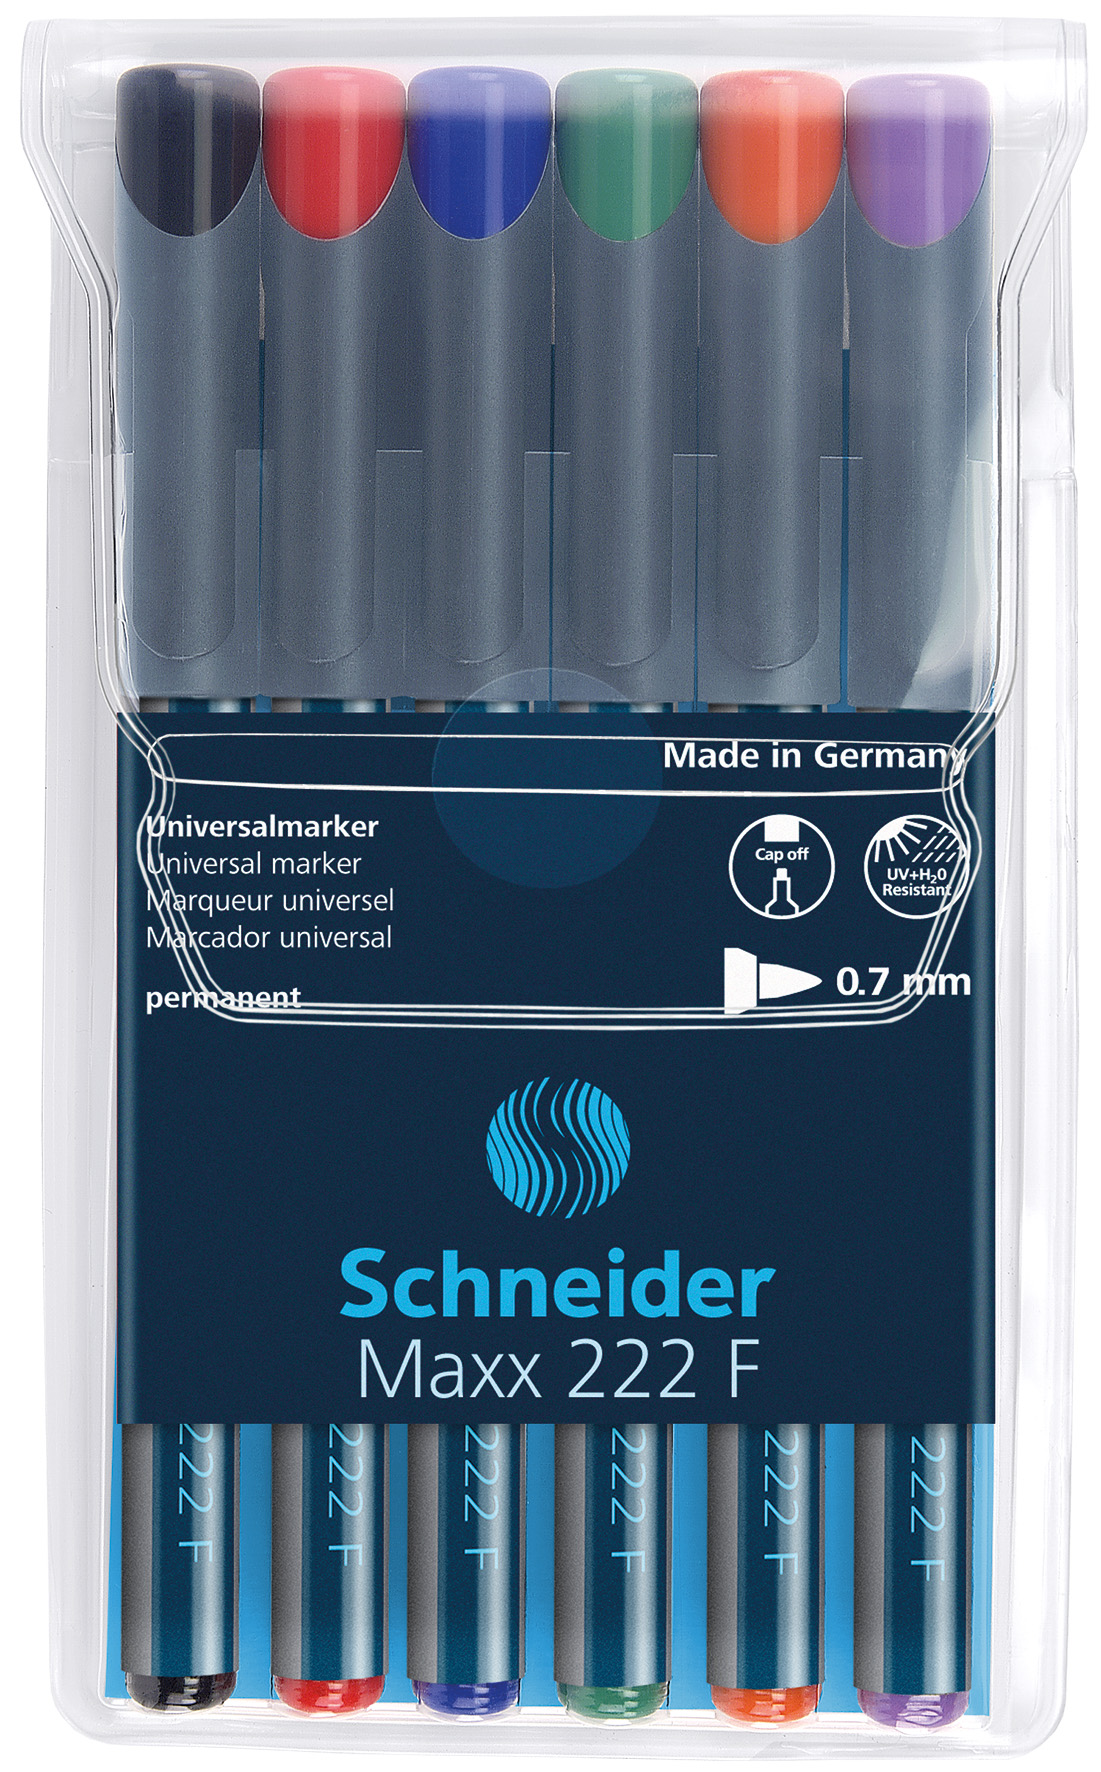 Made in Germany
Universalmarker
Universal marker
Marqueur universel
Marcador universal
permanent
Cap off
UV+H₂0
Resistant
0.7 mm
Schneider
Maxx 222 F
222 F
222 F
222 F
222 F
222 F
222 F